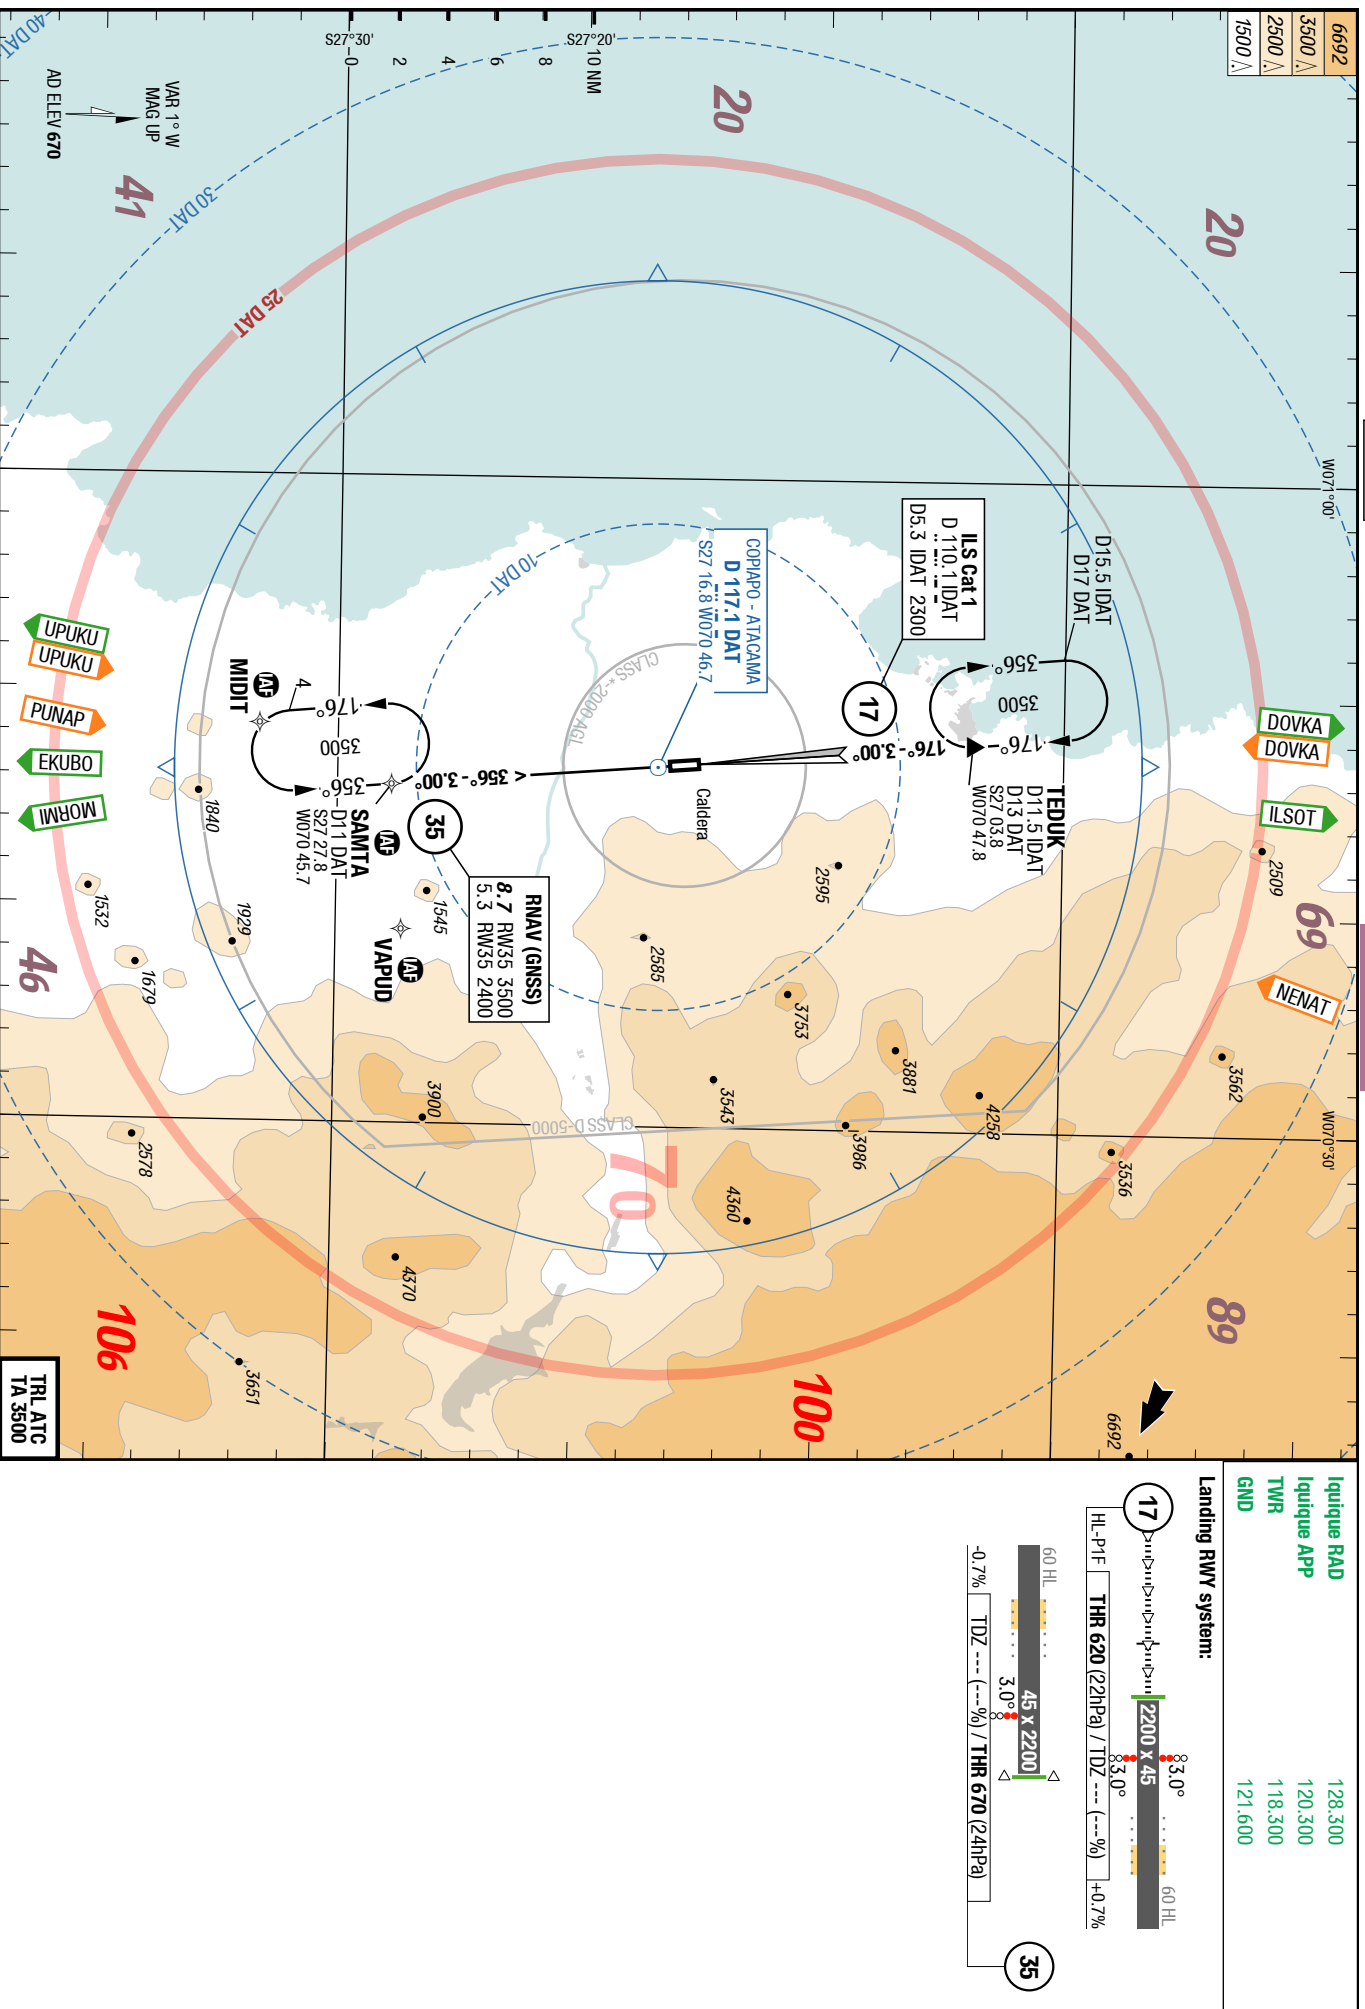 6692
3500
2500
1500
40 DAT
30 DAT
25 DAT
10 DAT
S27°30'
S27°20'
0
2
4
6
8
10 NM
VAR 1° W
MAG UP
AD ELEV 670
41
20
20
W071°00'
W070°30'
D15.5 IDAT
D17 DAT
ILS Cat 1
D 110.1 IDAT
D5.3 IDAT 2300
COPIAPO - ATACAMA
D 117.1 DAT
S27 16.8 W070 46.7
CLASS *-2000 AGL
CLASS D-5000
Caldera
17
176°-3.00°
356°
3500
176°
TEDUK
D11.5 IDAT
D13 DAT
S27 03.8
W070 47.8
< 356°-3.00°
35
RNAV (GNSS)
8.7 RW35 3500
5.3 RW35 2400
4
176°
3500
356°
IAF
MIDIT
IAF
SAMTA
D11 DAT
S27 27.8
W070 45.7
IAF
VAPUD
UPUKU
UPUKU
PUNAP
EKUBO
MORMI
DOVKA
DOVKA
ILSOT
NENAT
2509
69
2595
2585
3753
3881
4258
3562
3536
3986
3543
4360
1840
1929
1545
1532
1679
46
2578
3900
4370
3651
70
89
100
106
6692
TRL ATC
TA 3500
Iquique RAD 128.300
Iquique APP 120.300
TWR 118.300
GND 121.600
Landing RWY system:
17
2200 x 45
3.0°
3.0°
60 HL
HL-P1F
THR 620 (22hPa) / TDZ --- (---%)
+0.7%
60 HL
45 x 2200
3.0°
-0.7%
TDZ --- (---%) / THR 670 (24hPa)
35